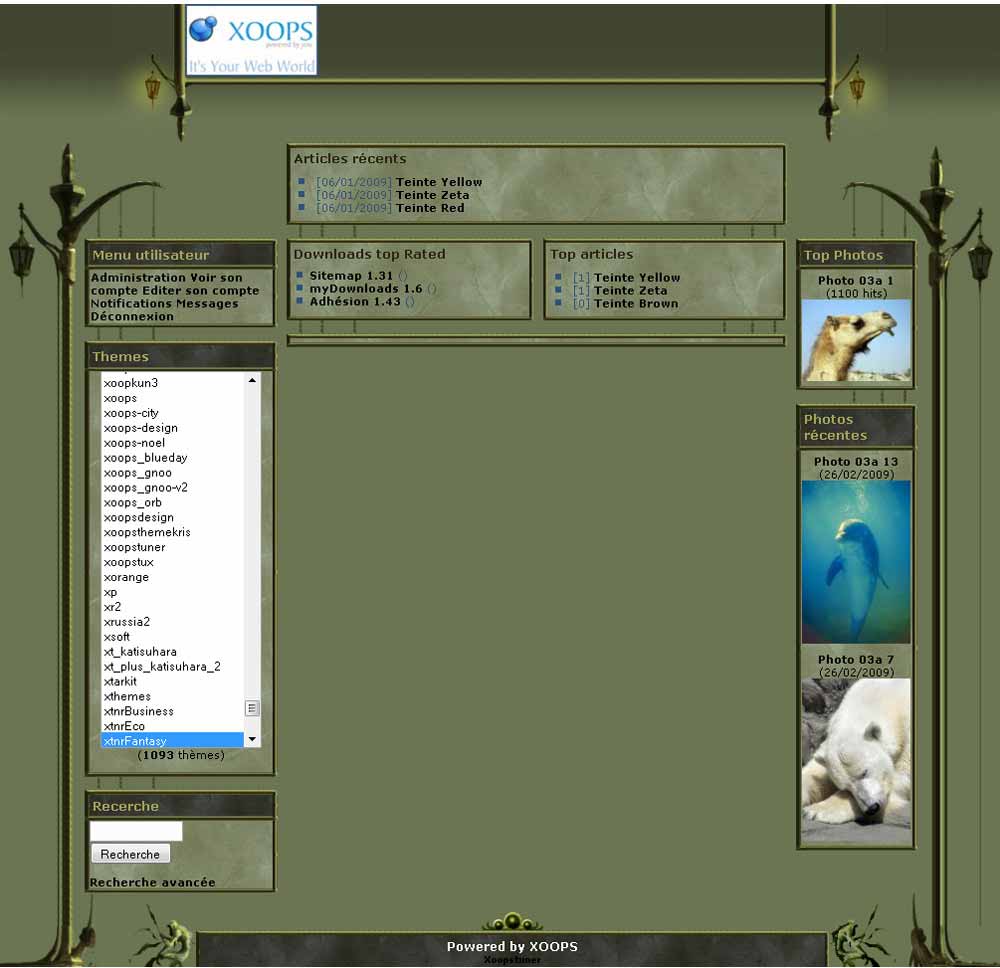 XOOPS
powered by you
It's Your Web World
Articles récents
[06/01/2009] Teinte Yellow
[06/01/2009] Teinte Zeta
[06/01/2009] Teinte Red
Menu utilisateur
Administration Voir son
compte Editer son compte
Notifications Messages
Déconnexion
Themes
xoopkun3
xoops
xoops-city
xoops-design
xoops-noel
xoops_blueday
xoops_gnoo
xoops_gnoo-v2
xoops_orb
xoopsdesign
xoopsthemekris
xoopstuner
xoopstux
xorange
xp
xr2
xrussia2
xsoft
xt_katisuhara
xt_plus_katisuhara_2
xtarkit
xthemes
xtnrBusiness
xtnrEco
xtnrFantasy
(1093 thèmes)
Recerche
Recherche
Recherche avancée
Downloads top Rated
Sitemap 1.31 ()
myDownloads 1.6 ()
Adhésion 1.43 ()
Top articles
[1] Teinte Yellow
[1] Teinte Zeta
[0] Teinte Brown
Top Photos
Photo 03a 1
(1100 hits)
Photos
récentes
Photo 03a 13
(26/02/2009)
Photo 03a 7
(26/02/2009)
Powered by XOOPS
Xoopstuner